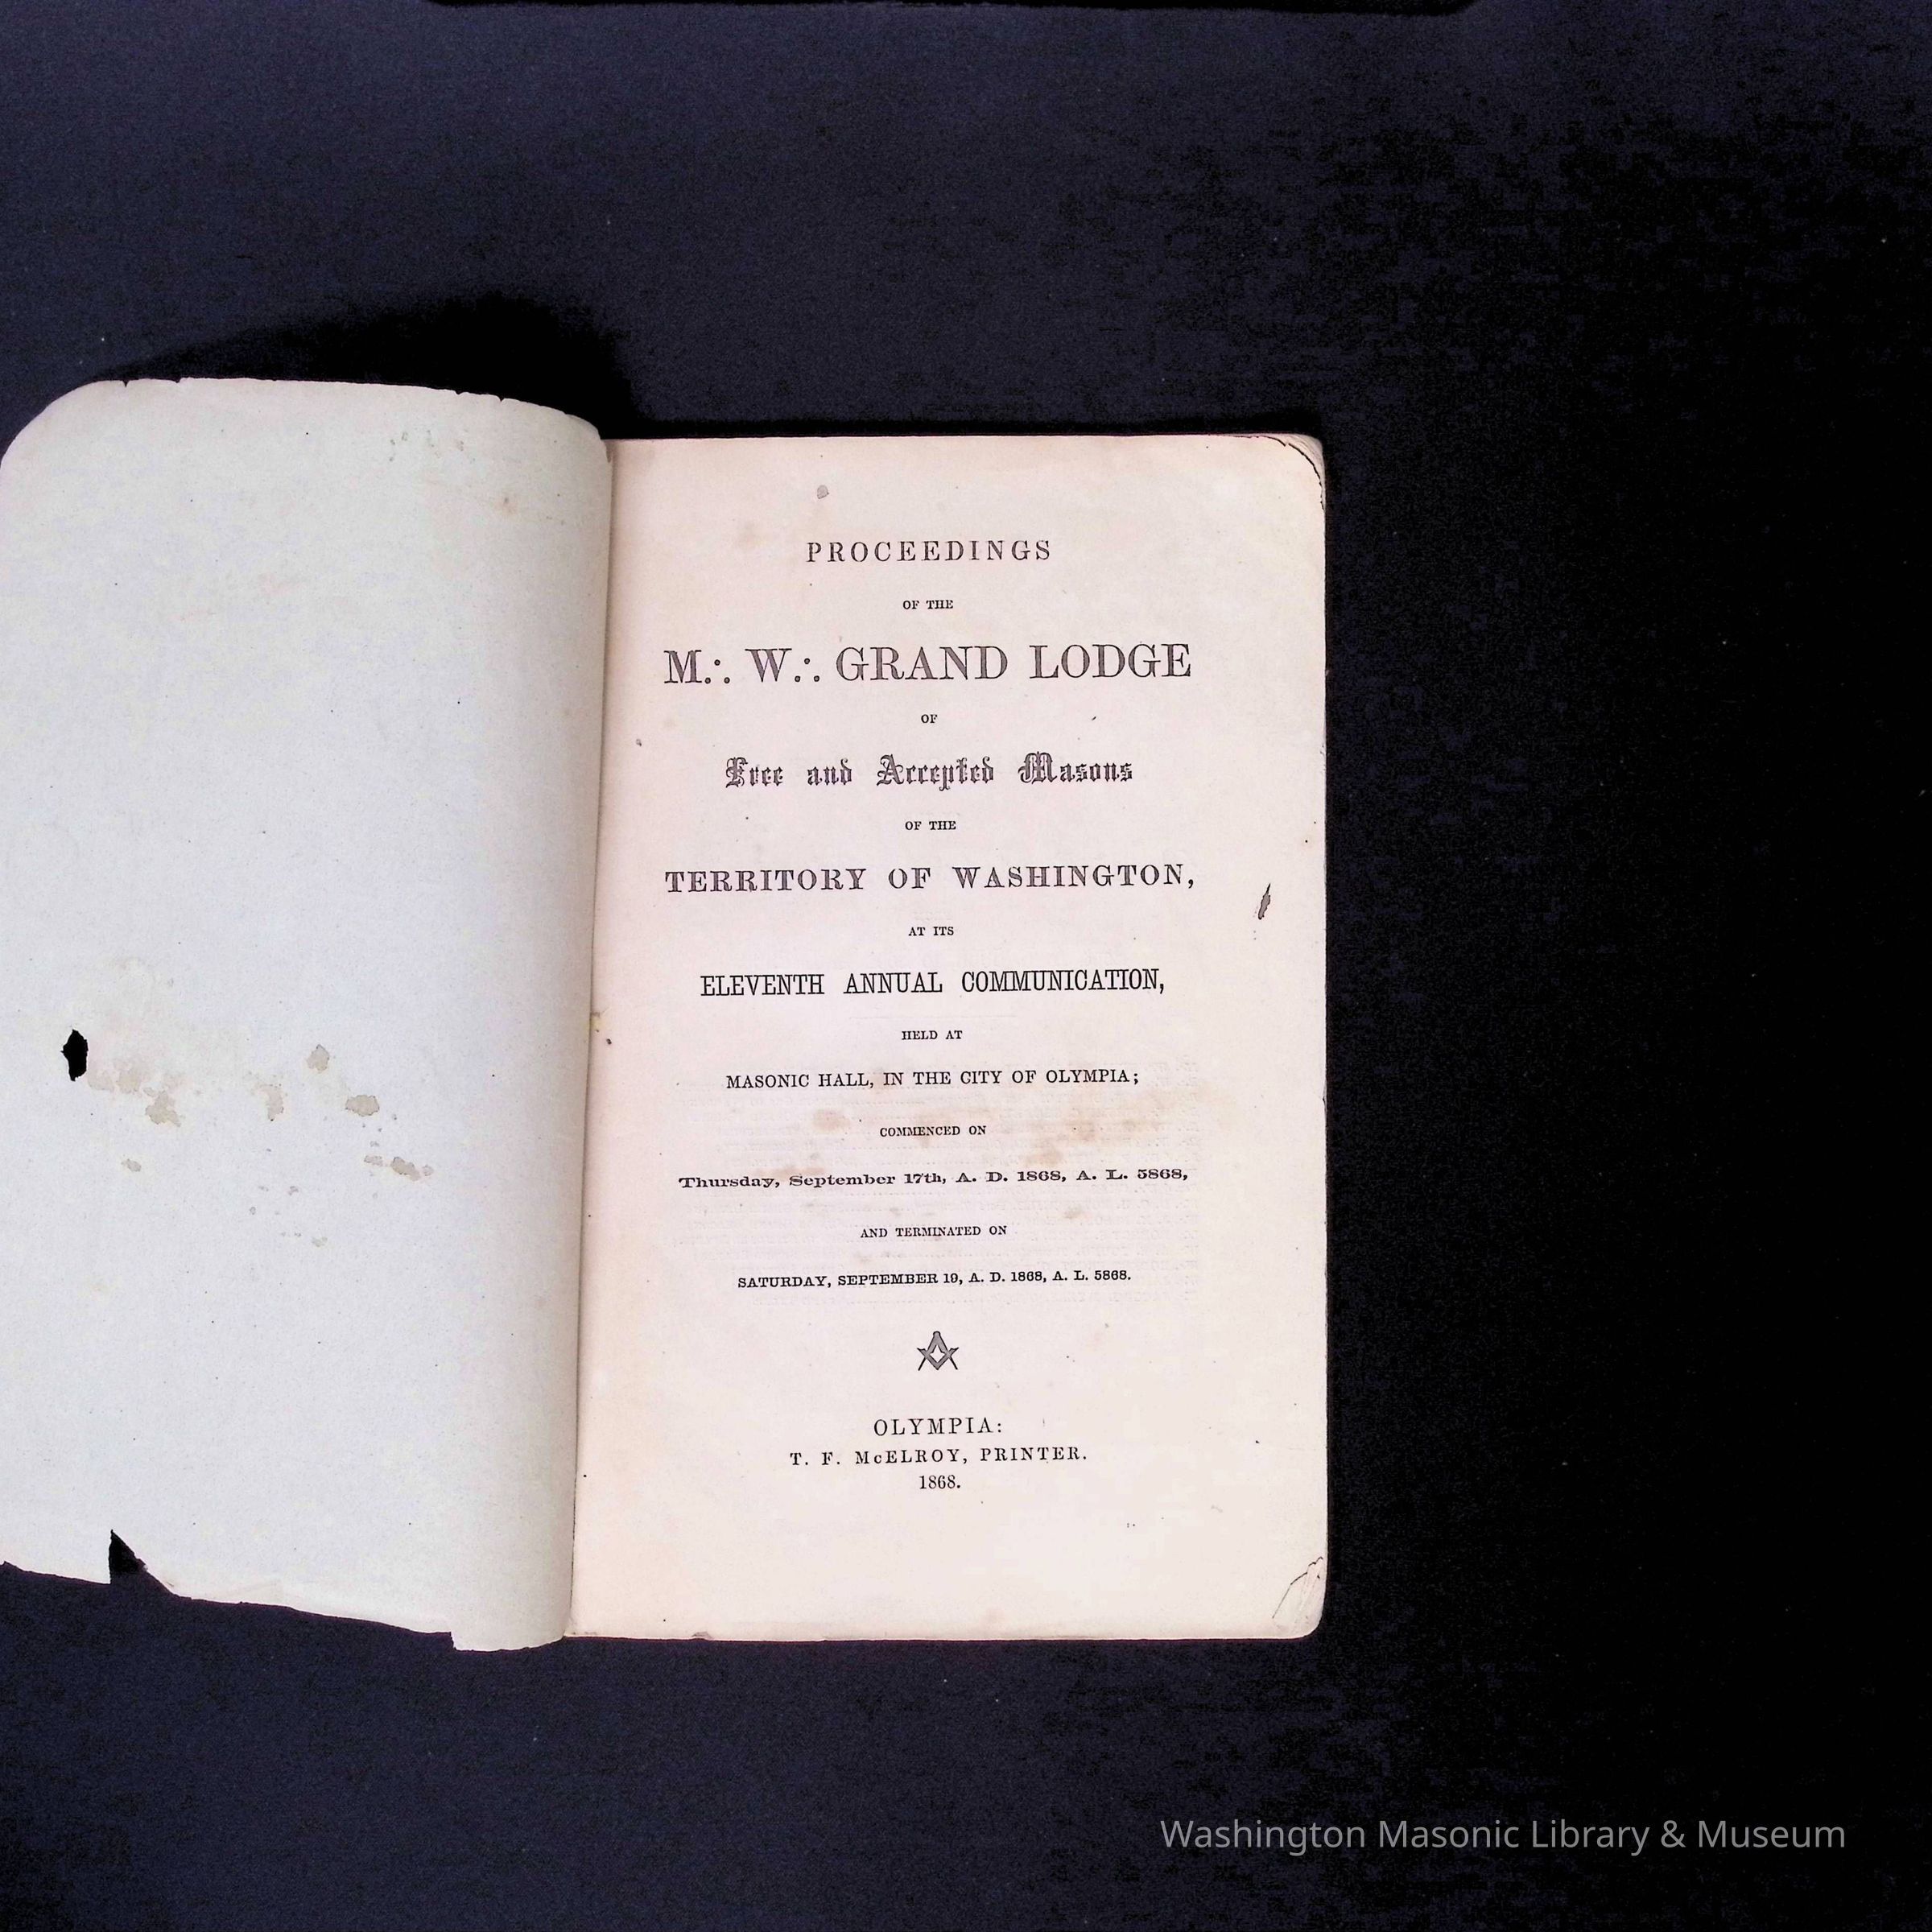 PROCEEDINGS
OF THE
M∴ W∴ GRAND LODGE
OF
Free and Accepted Masons
OF THE
TERRITORY OF WASHINGTON,
AT ITS
ELEVENTH ANNUAL COMMUNICATION,
HELD AT
MASONIC HALL, IN THE CITY OF OLYMPIA;
COMMENCED ON
Thursday, September 17th, A. D. 1868, A. L. 5868,
AND TERMINATED ON
SATURDAY, SEPTEMBER 19, A. D. 1868, A. L. 5868.
OLYMPIA:
T. F. McELROY, PRINTER.
1868.
Washington Masonic Library & Museum